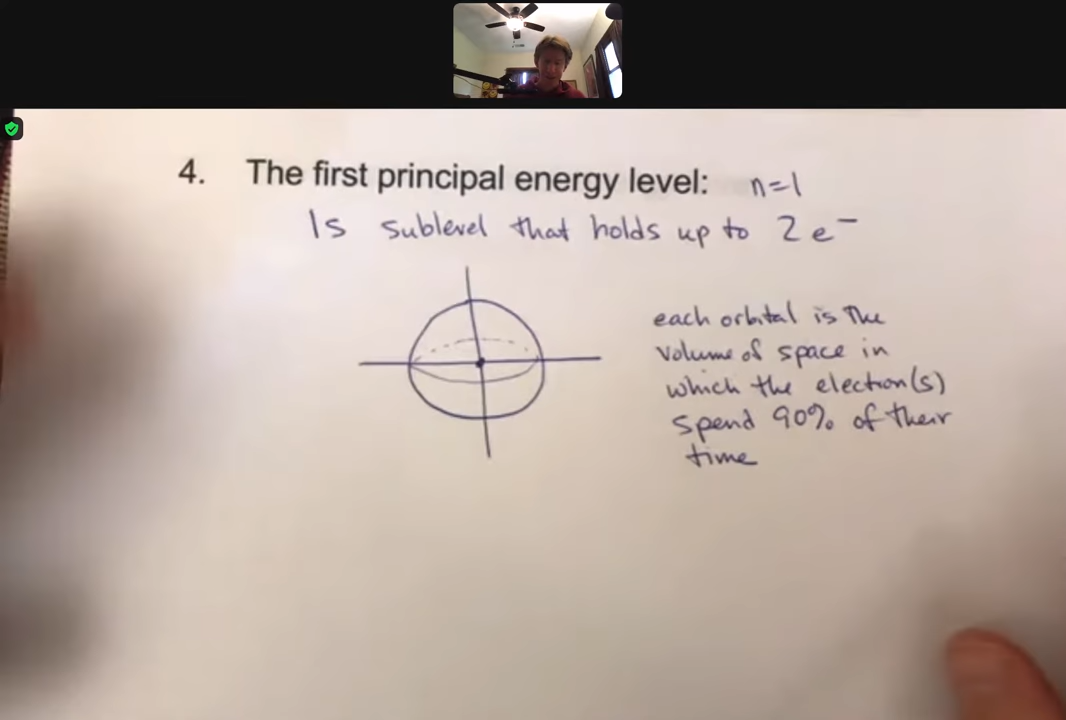 4. The first principal energy level: n=1
1s sublevel that holds up to 2 e⁻
each orbital is the
volume of space in
which the election(s)
spend 90% of their
time